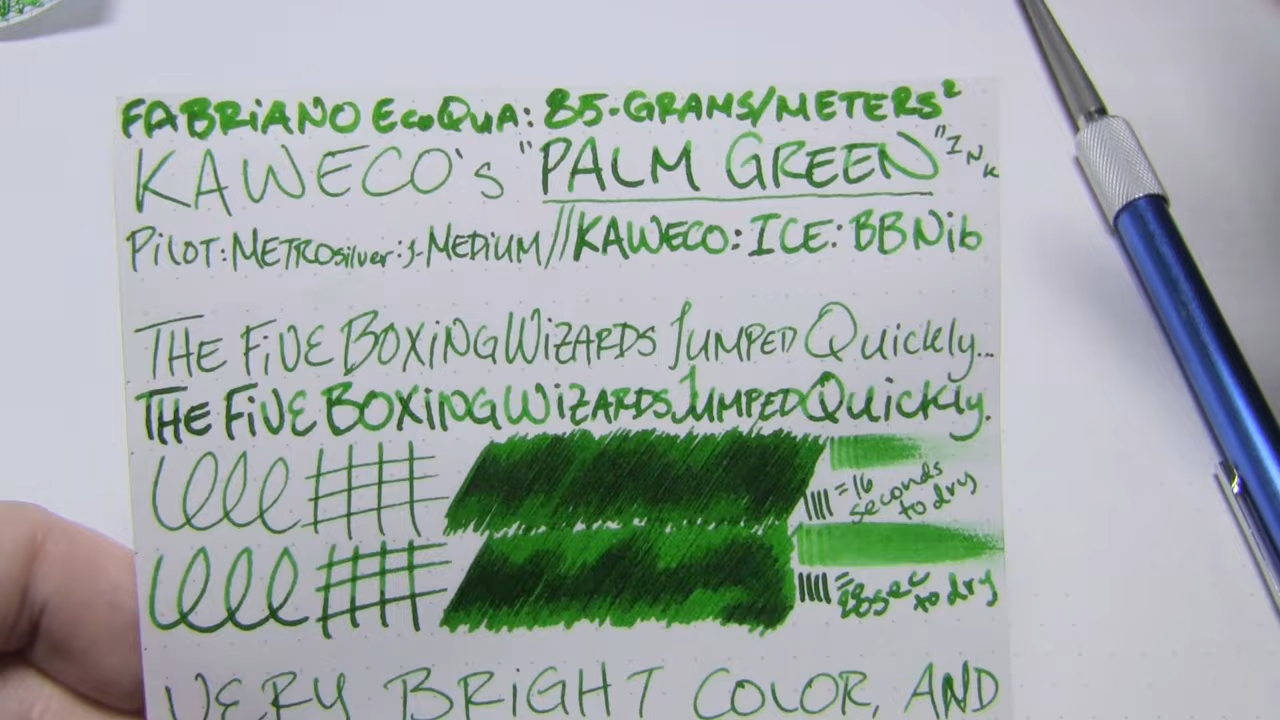 FABRiANO EcoQuA: 85-GRAMS/METERS²
KAWECO's "PALM GREEN" INK
PiLOT: METROsilver: J-MEDiUM//KAWECO: ICE: BB Nib
THE FiVE BOXiNG WiZARDS JUMPED Quickly...
THE FiVE BOXiNG WiZARDS JUMPED Quickly.
= 16 seconds to dry
= 28 sec to dry
VERY BRiGHT COLOR, AND